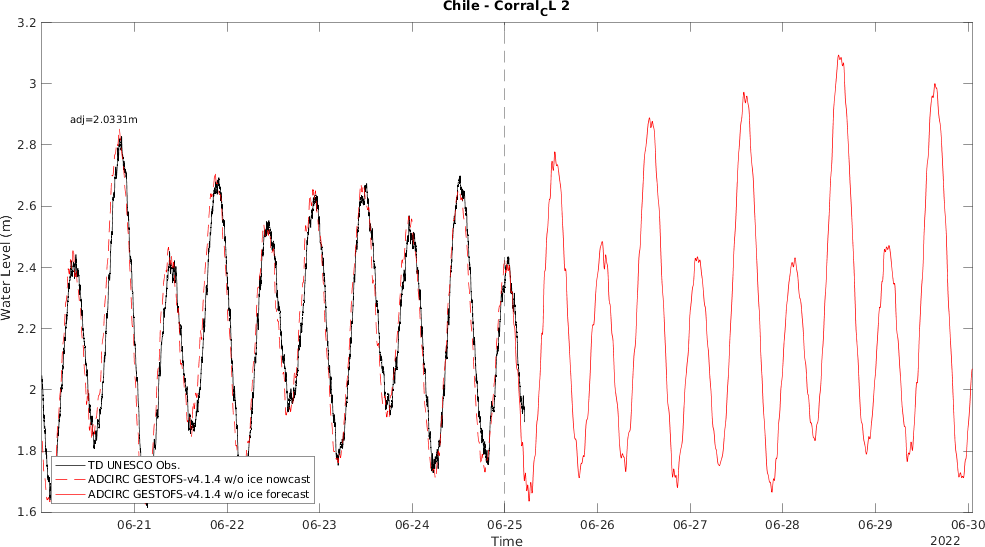 Chile - Corral_CL 2
3.2
3
2.8
2.6
2.4
2.2
2
1.8
1.6
Water Level (m)
adj=2.0331m
TD UNESCO Obs.
ADCIRC GESTOFS-v4.1.4 w/o ice nowcast
ADCIRC GESTOFS-v4.1.4 w/o ice forecast
06-21 06-22 06-23 06-24 06-25 06-26 06-27 06-28 06-29 06-30
Time
2022